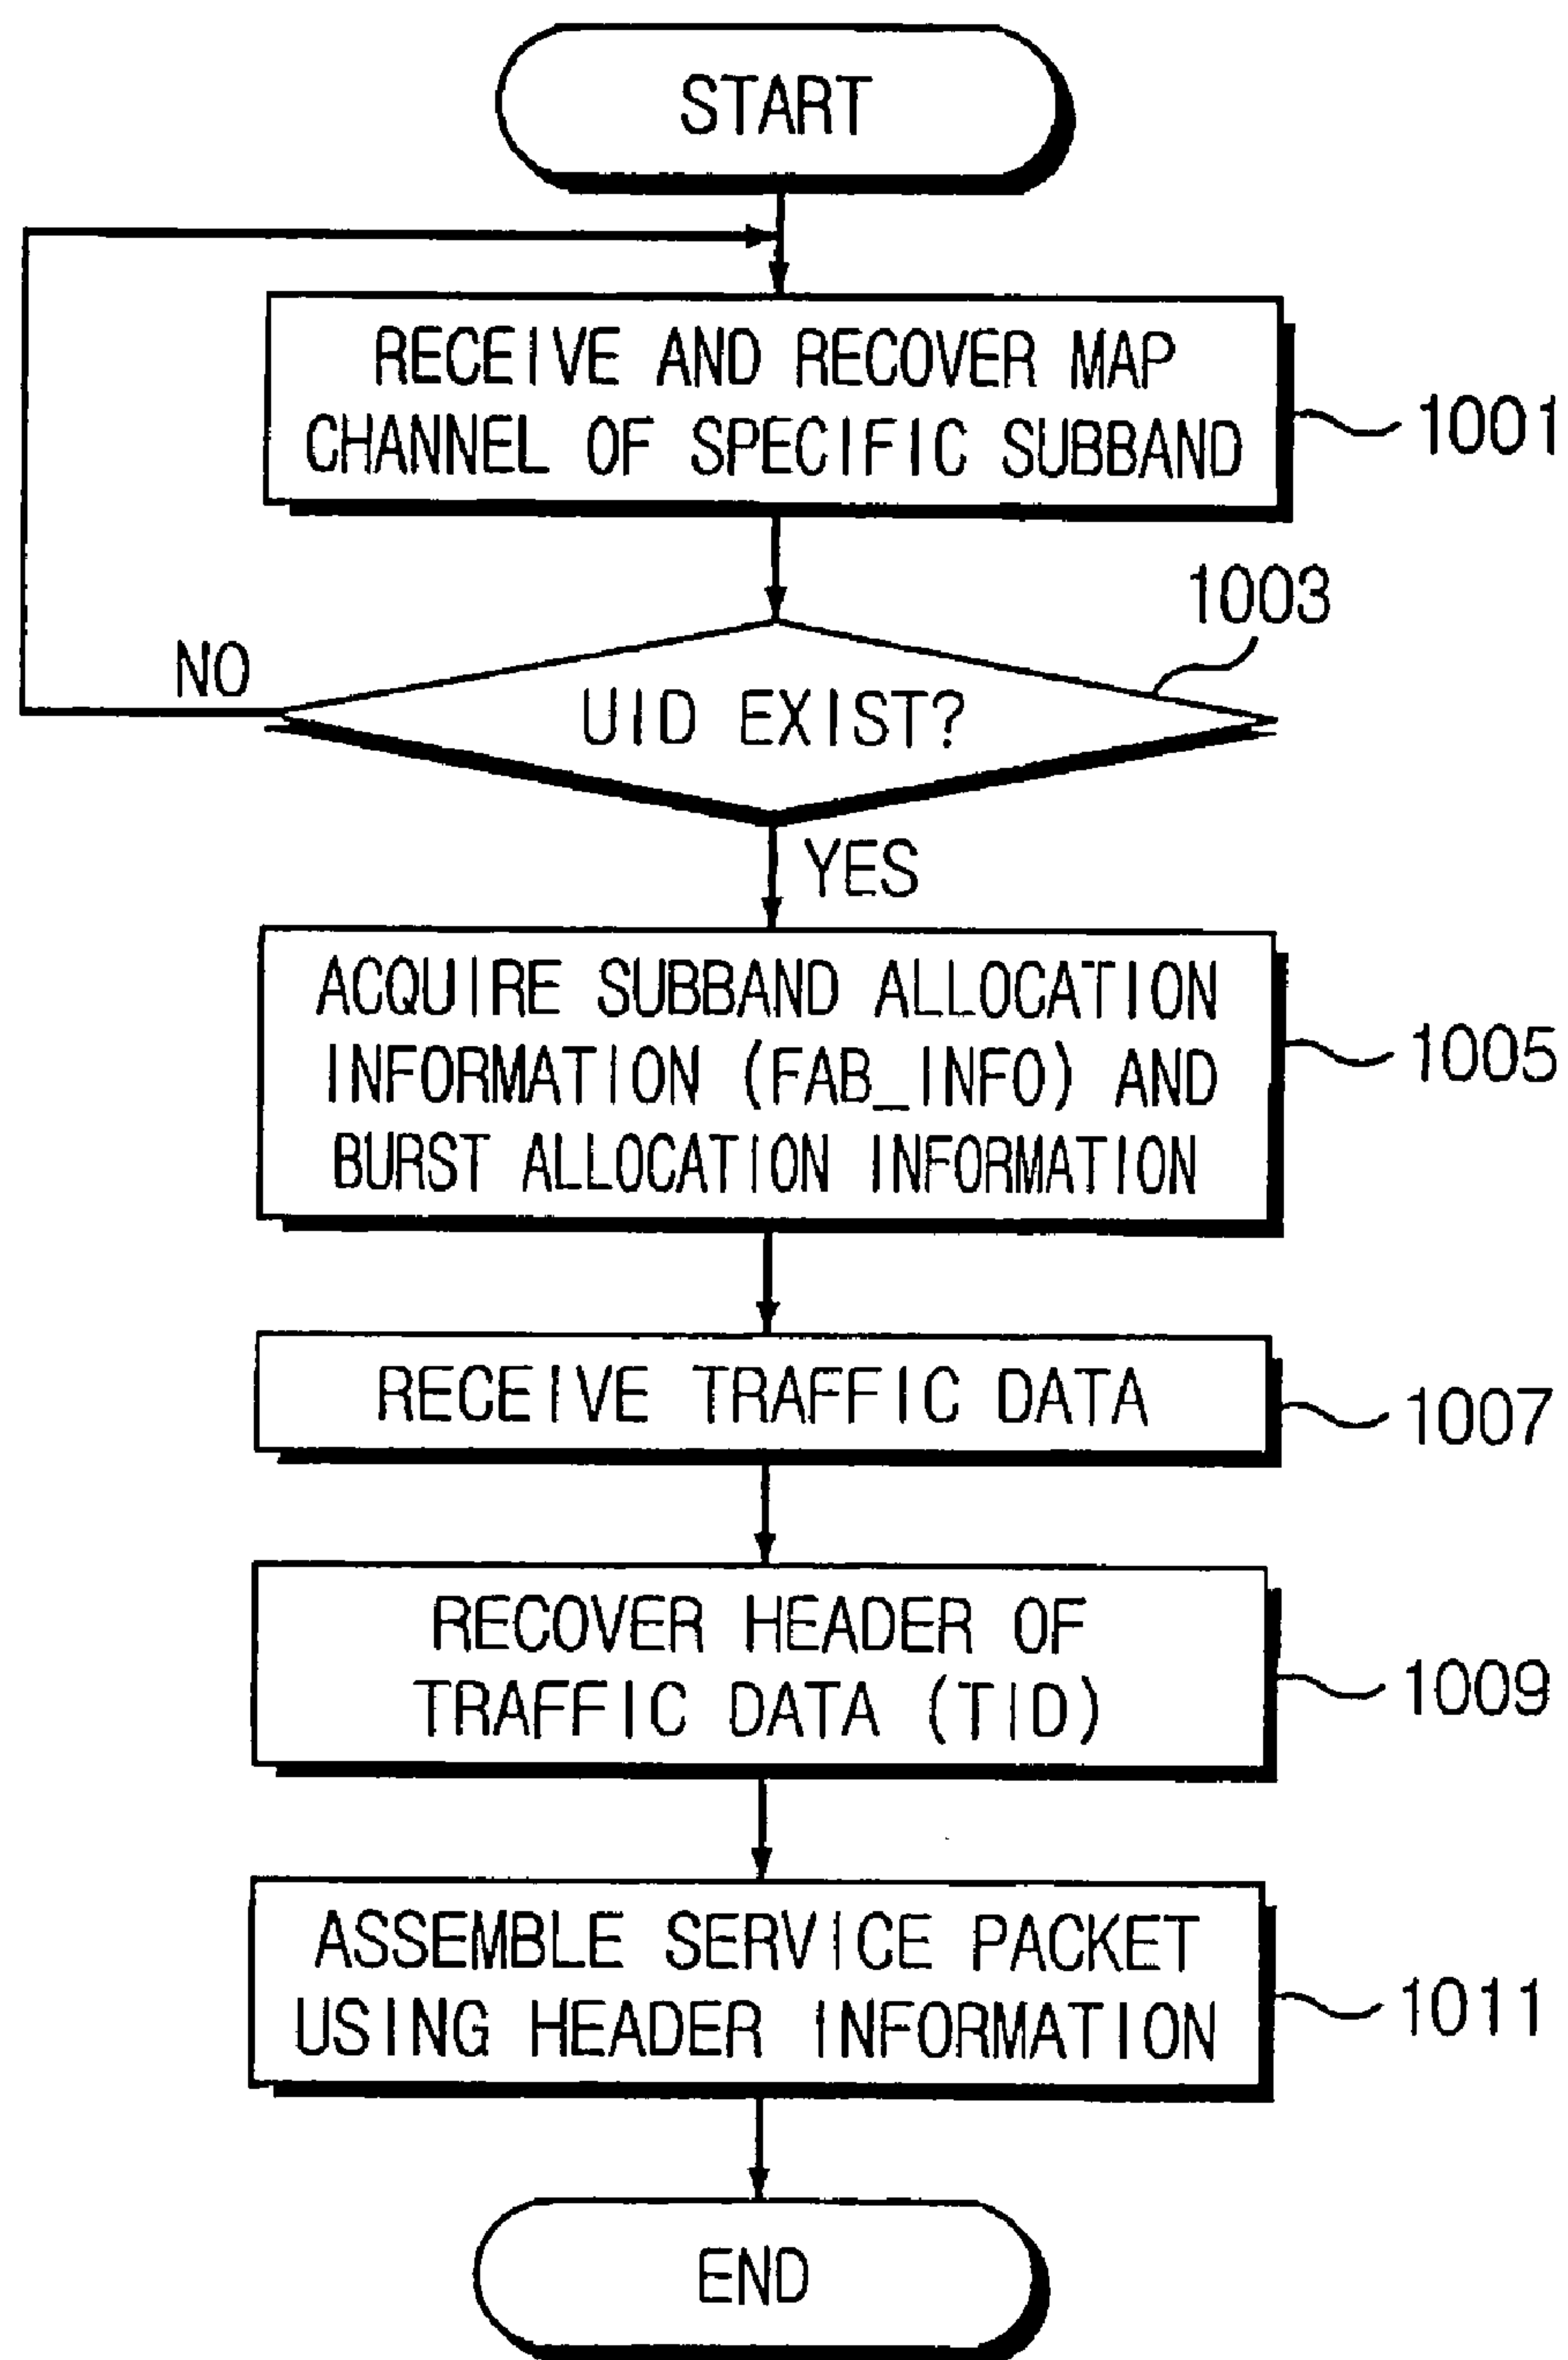 START
RECEIVE AND RECOVER MAP
CHANNEL OF SPECIFIC SUBBAND
1001
1003
NO
UID EXIST?
YES
ACQUIRE SUBBAND ALLOCATION
INFORMATION (FAB_INFO) AND
BURST ALLOCATION INFORMATION
1005
RECEIVE TRAFFIC DATA
1007
RECOVER HEADER OF
TRAFFIC DATA (TID)
1009
ASSEMBLE SERVICE PACKET
USING HEADER INFORMATION
1011
END